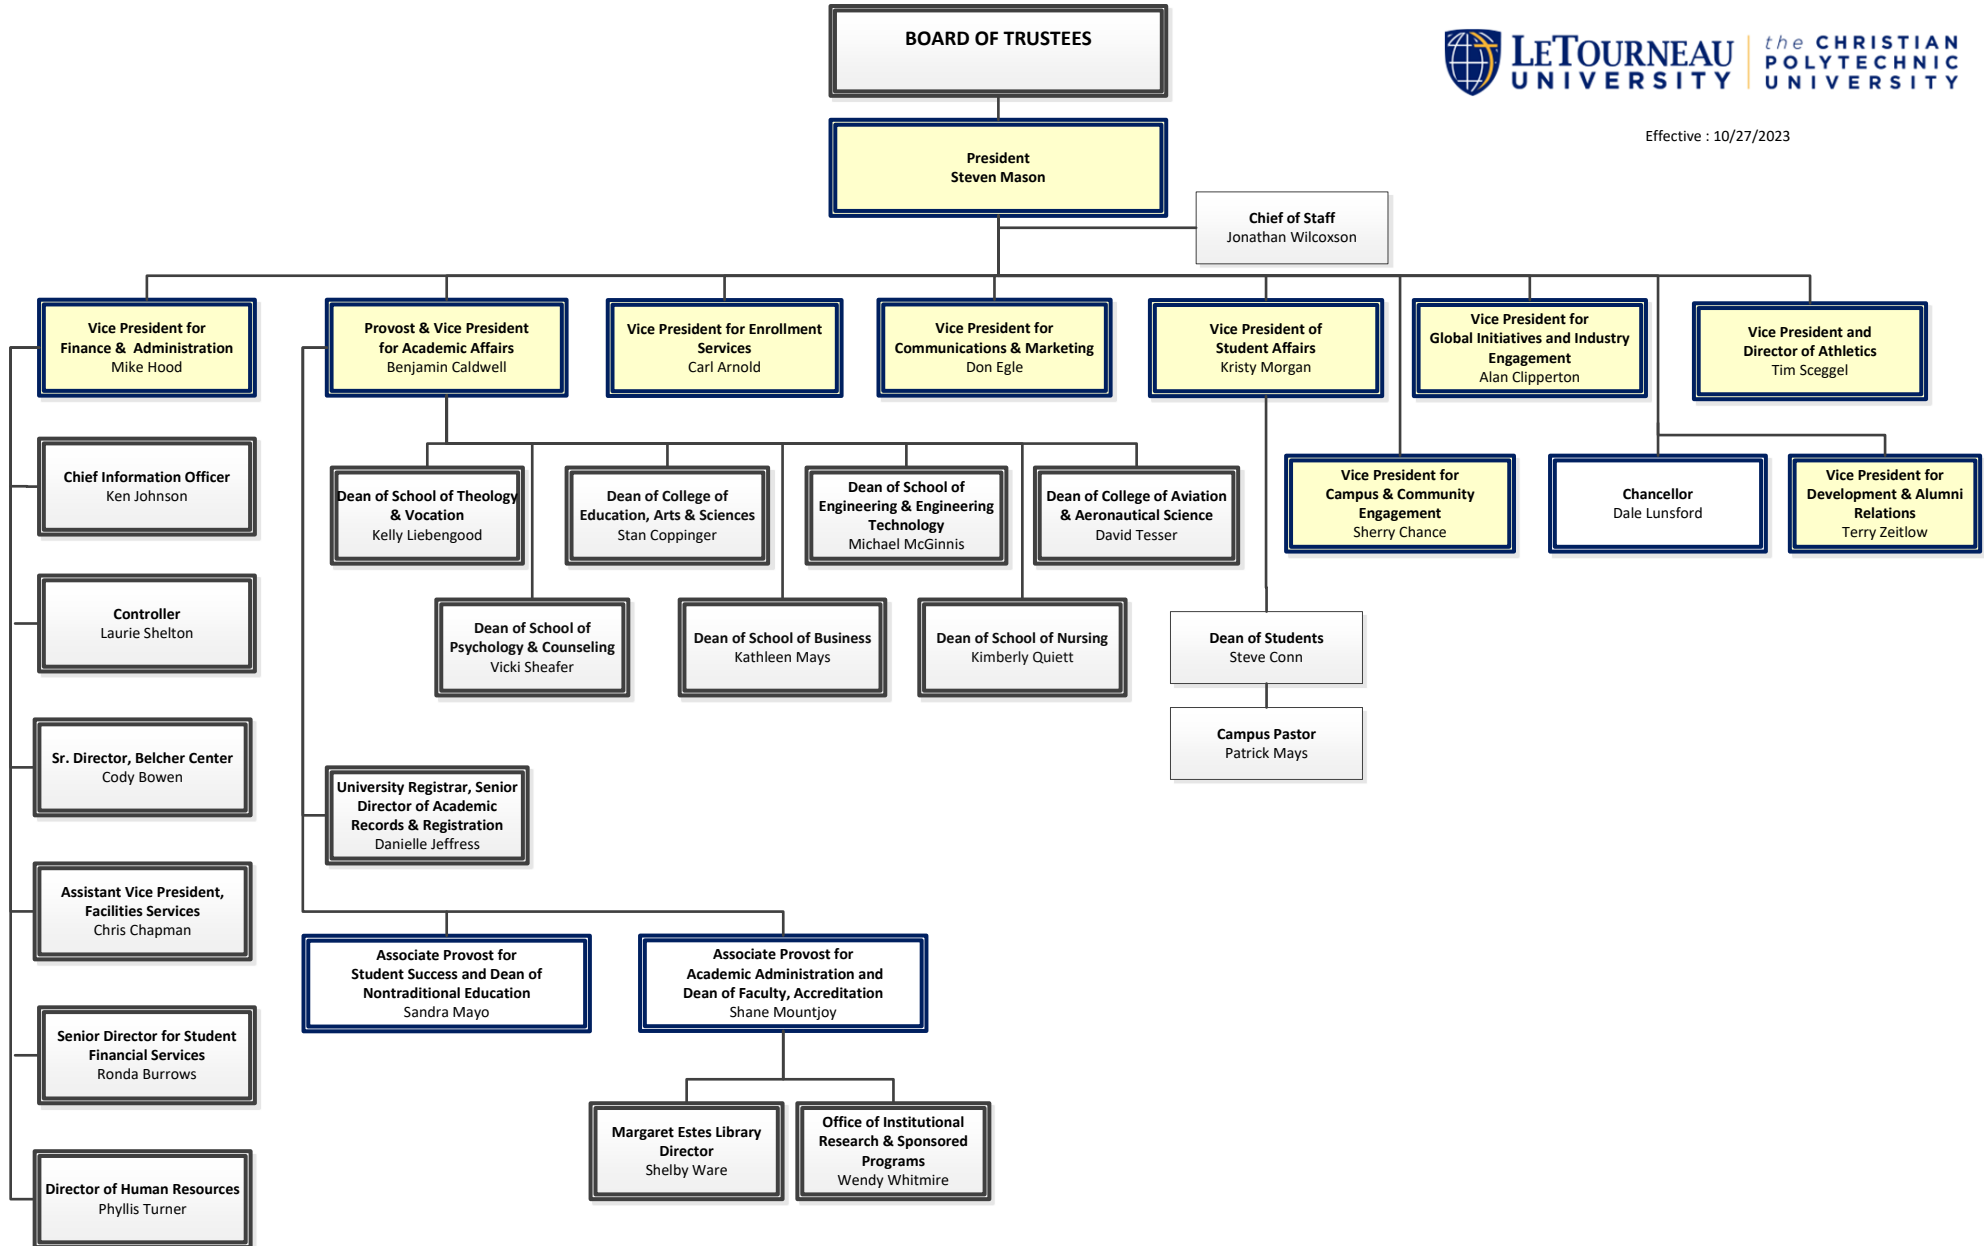 BOARD OF TRUSTEES
LETOURNEAU
UNIVERSITY
the CHRISTIAN
POLYTECHNIC
UNIVERSITY
Effective : 10/27/2023
President
Steven Mason
Chief of Staff
Jonathan Wilcoxson
Vice President for
Finance & Administration
Mike Hood
Provost & Vice President
for Academic Affairs
Benjamin Caldwell
Vice President for Enrollment
Services
Carl Arnold
Vice President for
Communications & Marketing
Don Egle
Vice President of
Student Affairs
Kristy Morgan
Vice President for
Global Initiatives and Industry
Engagement
Alan Clipperton
Vice President and
Director of Athletics
Tim Sceggel
Chief Information Officer
Ken Johnson
Dean of School of Theology
& Vocation
Kelly Liebengood
Dean of College of
Education, Arts & Sciences
Stan Coppinger
Dean of School of
Engineering & Engineering
Technology
Michael McGinnis
Dean of College of Aviation
& Aeronautical Science
David Tesser
Vice President for
Campus & Community
Engagement
Sherry Chance
Chancellor
Dale Lunsford
Vice President for
Development & Alumni
Relations
Terry Zeitlow
Controller
Laurie Shelton
Dean of School of
Psychology & Counseling
Vicki Sheafer
Dean of School of Business
Kathleen Mays
Dean of School of Nursing
Kimberly Quiett
Dean of Students
Steve Conn
Campus Pastor
Patrick Mays
Sr. Director, Belcher Center
Cody Bowen
University Registrar, Senior
Director of Academic
Records & Registration
Danielle Jeffress
Assistant Vice President,
Facilities Services
Chris Chapman
Associate Provost for
Student Success and Dean of
Nontraditional Education
Sandra Mayo
Associate Provost for
Academic Administration and
Dean of Faculty, Accreditation
Shane Mountjoy
Senior Director for Student
Financial Services
Ronda Burrows
Margaret Estes Library
Director
Shelby Ware
Office of Institutional
Research & Sponsored
Programs
Wendy Whitmire
Director of Human Resources
Phyllis Turner